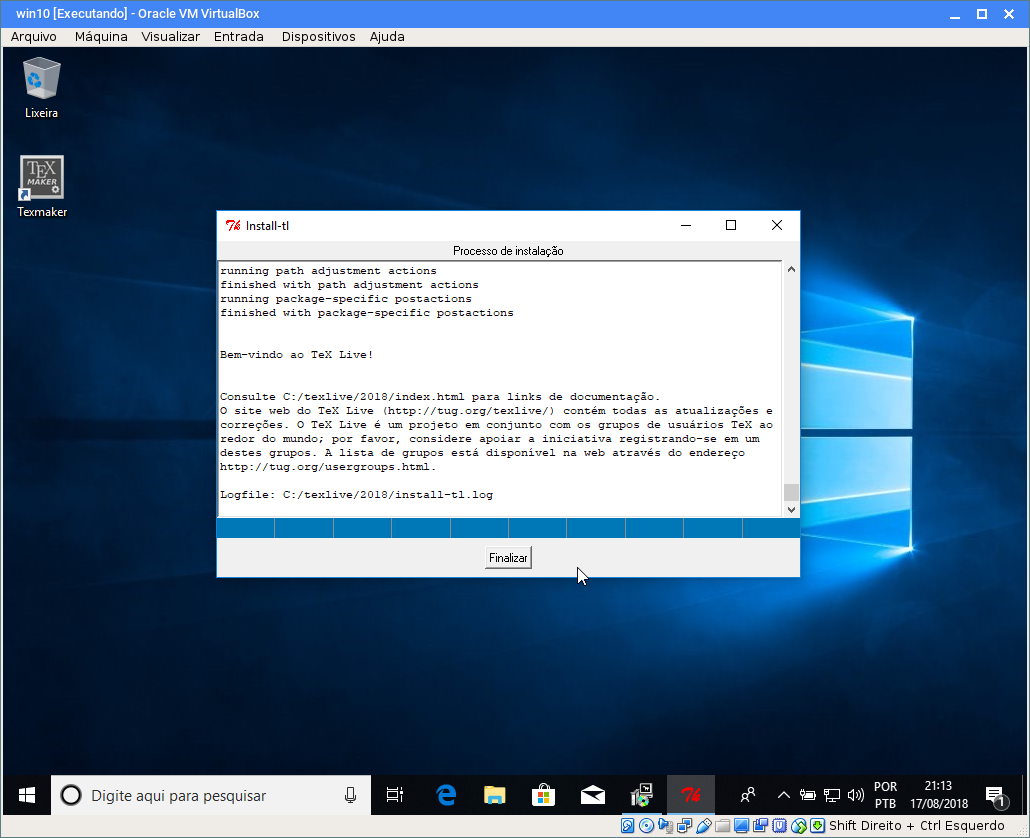 win10 [Executando] - Oracle VM VirtualBox
Arquivo Máquina Visualizar Entrada Dispositivos Ajuda
Lixeira
TEX
MAKER
Texmaker
Install-tl
Processo de instalação
running path adjustment actions
finished with path adjustment actions
running package-specific postactions
finished with package-specific postactions
Bem-vindo ao TeX Live!
Consulte C:/texlive/2018/index.html para links de documentação.
O site web do TeX Live (http://tug.org/texlive/) contém todas as atualizações e
correções. O TeX Live é um projeto em conjunto com os grupos de usuários TeX ao
redor do mundo; por favor, considere apoiar a iniciativa registrando-se em um
destes grupos. A lista de grupos está disponível na web através do endereço
http://tug.org/usergroups.html.
Logfile: C:/texlive/2018/install-tl.log
Finalizar
Digite aqui para pesquisar
POR
PTB
21:13
17/08/2018
1
Shift Direito + Ctrl Esquerdo